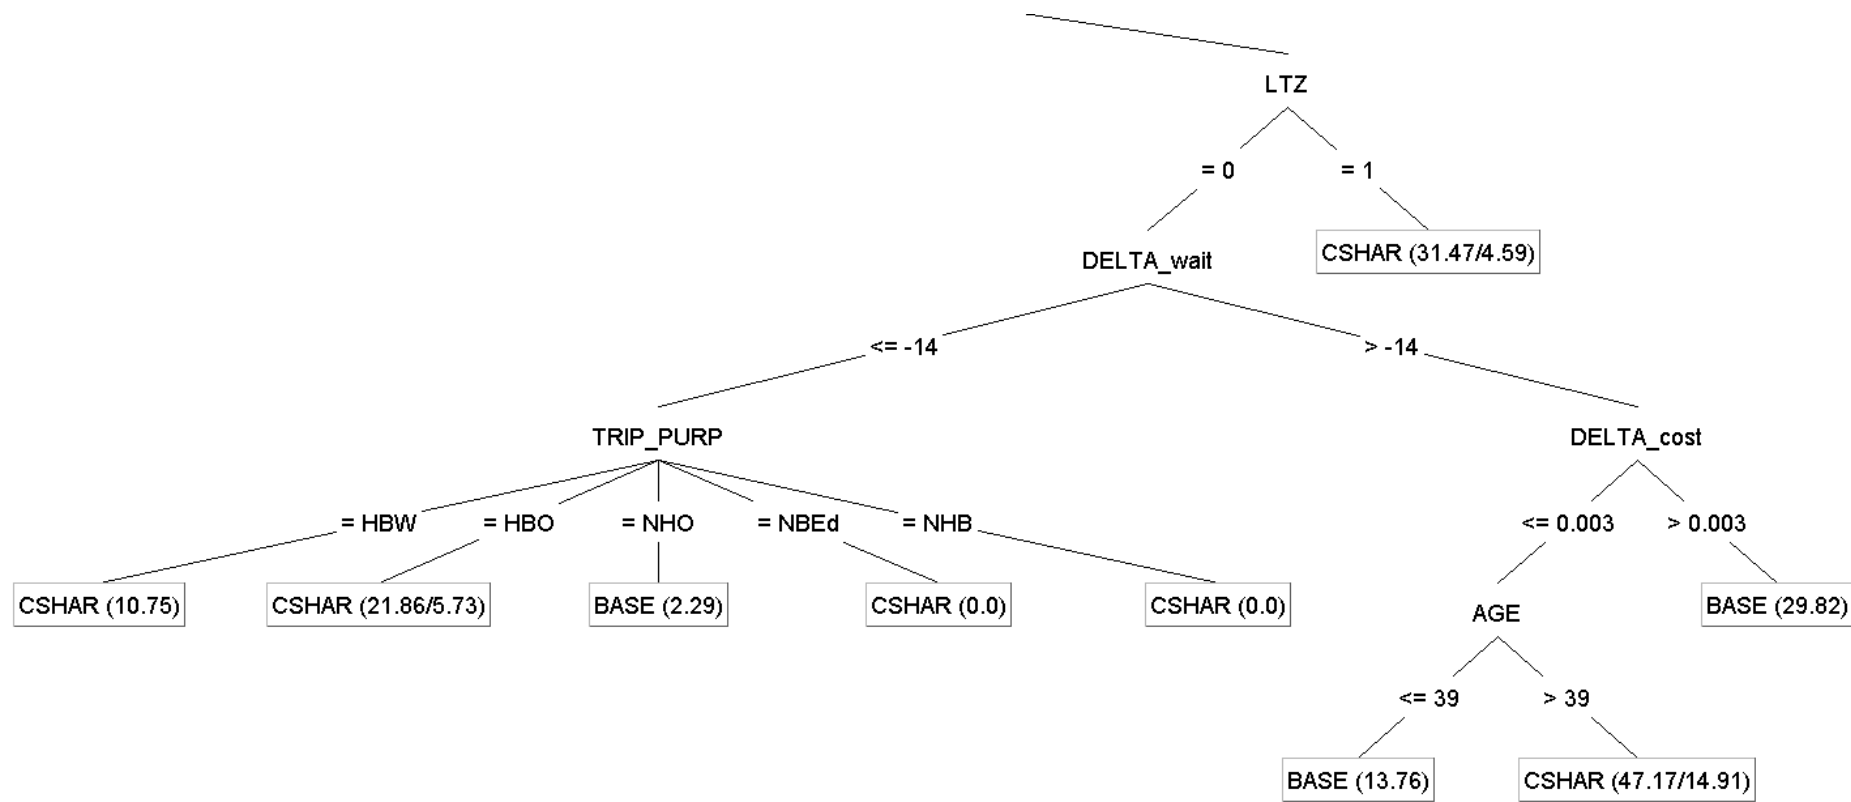 LTZ
= 0
= 1
DELTA_wait
CSHAR (31.47/4.59)
<= -14
> -14
TRIP_PURP
DELTA_cost
= HBW
= HBO
= NHO
= NBEd
= NHB
<= 0.003
> 0.003
CSHAR (10.75)
CSHAR (21.86/5.73)
BASE (2.29)
CSHAR (0.0)
CSHAR (0.0)
AGE
BASE (29.82)
<= 39
> 39
BASE (13.76)
CSHAR (47.17/14.91)